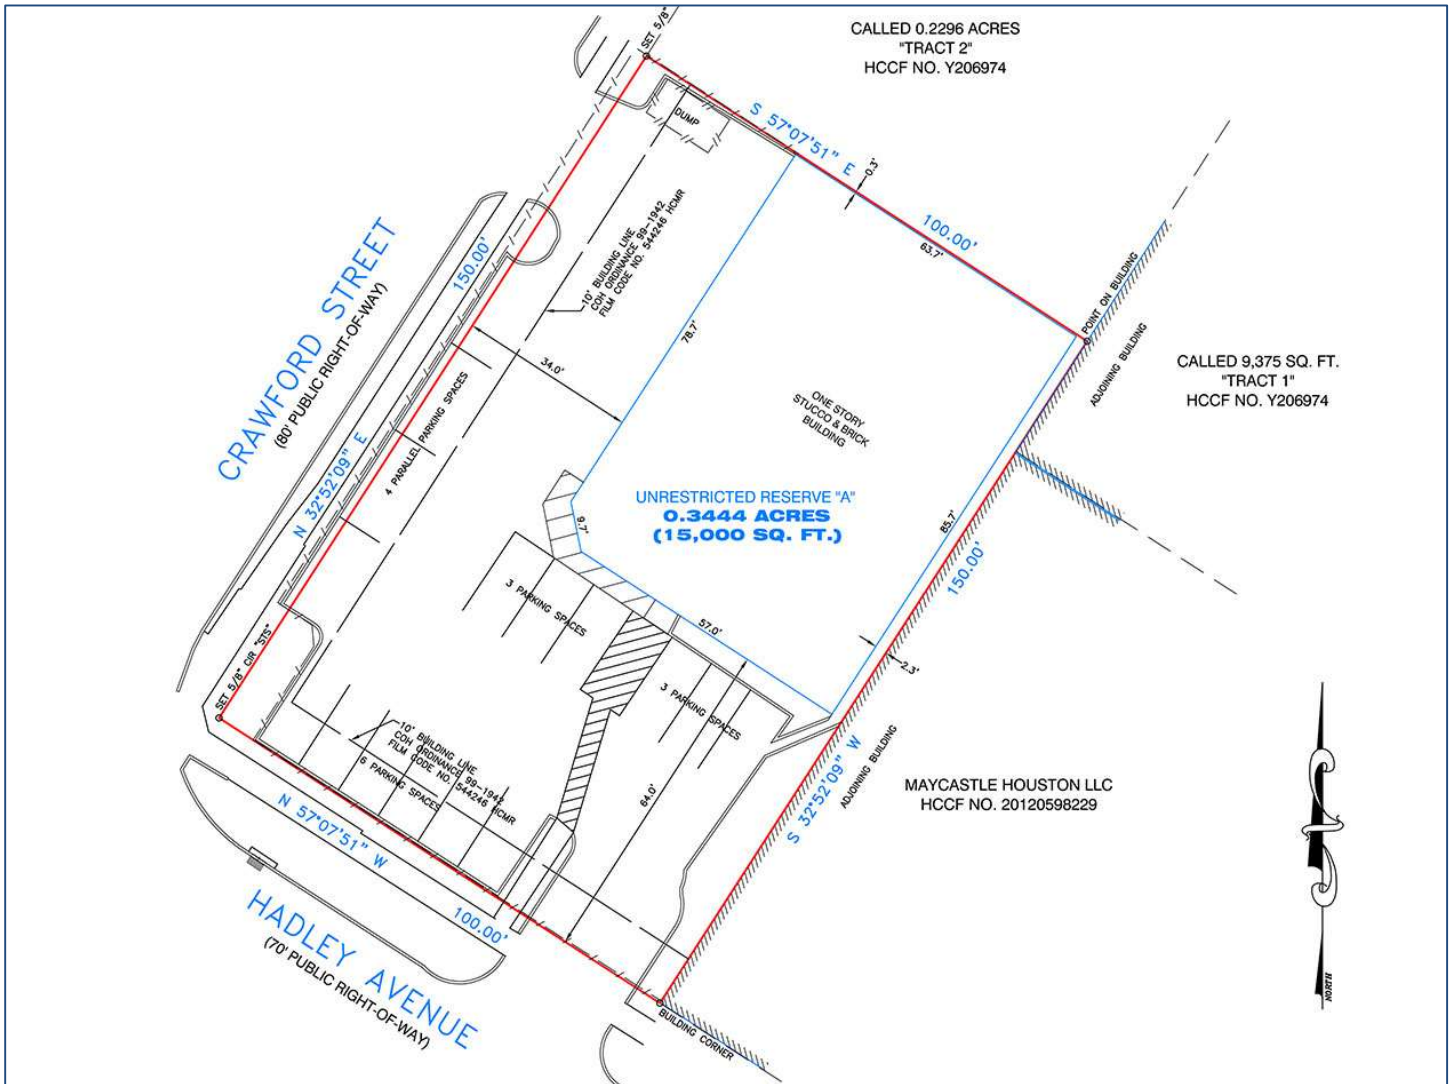 SET 5/8"
CALLED 0.2296 ACRES
"TRACT 2"
HCCF NO. Y206974
DUMP
S 57°07'51" E
0.3'
100.00'
63.7'
10' BUILDING LINE
COH ORDINANCE 99-1942
FILM CODE NO. 544246 HCMR
CRAWFORD STREET
(80' PUBLIC RIGHT-OF-WAY)
150.00'
N 32°52'09" E
78.7'
34.0'
POINT ON BUILDING
ADJOINING BUILDING
CALLED 9,375 SQ. FT.
"TRACT 1"
HCCF NO. Y206974
4 PARALLEL PARKING SPACES
ONE STORY
STUCCO & BRICK
BUILDING
UNRESTRICTED RESERVE "A"
0.3444 ACRES
(15,000 SQ. FT.)
9.7'
85.7'
150.00'
3 PARKING SPACES
57.0'
2.3'
SET 5/8" CIR "STS"
3 PARKING SPACES
10' BUILDING LINE
COH ORDINANCE 99-1942
FILM CODE NO. 544246 HCMR
6 PARKING SPACES
64.0'
S 32°52'09" W
ADJOINING BUILDING
MAYCASTLE HOUSTON LLC
HCCF NO. 20120598229
N 57°07'51" W
100.00'
HADLEY AVENUE
(70' PUBLIC RIGHT-OF-WAY)
BUILDING CORNER
NORTH